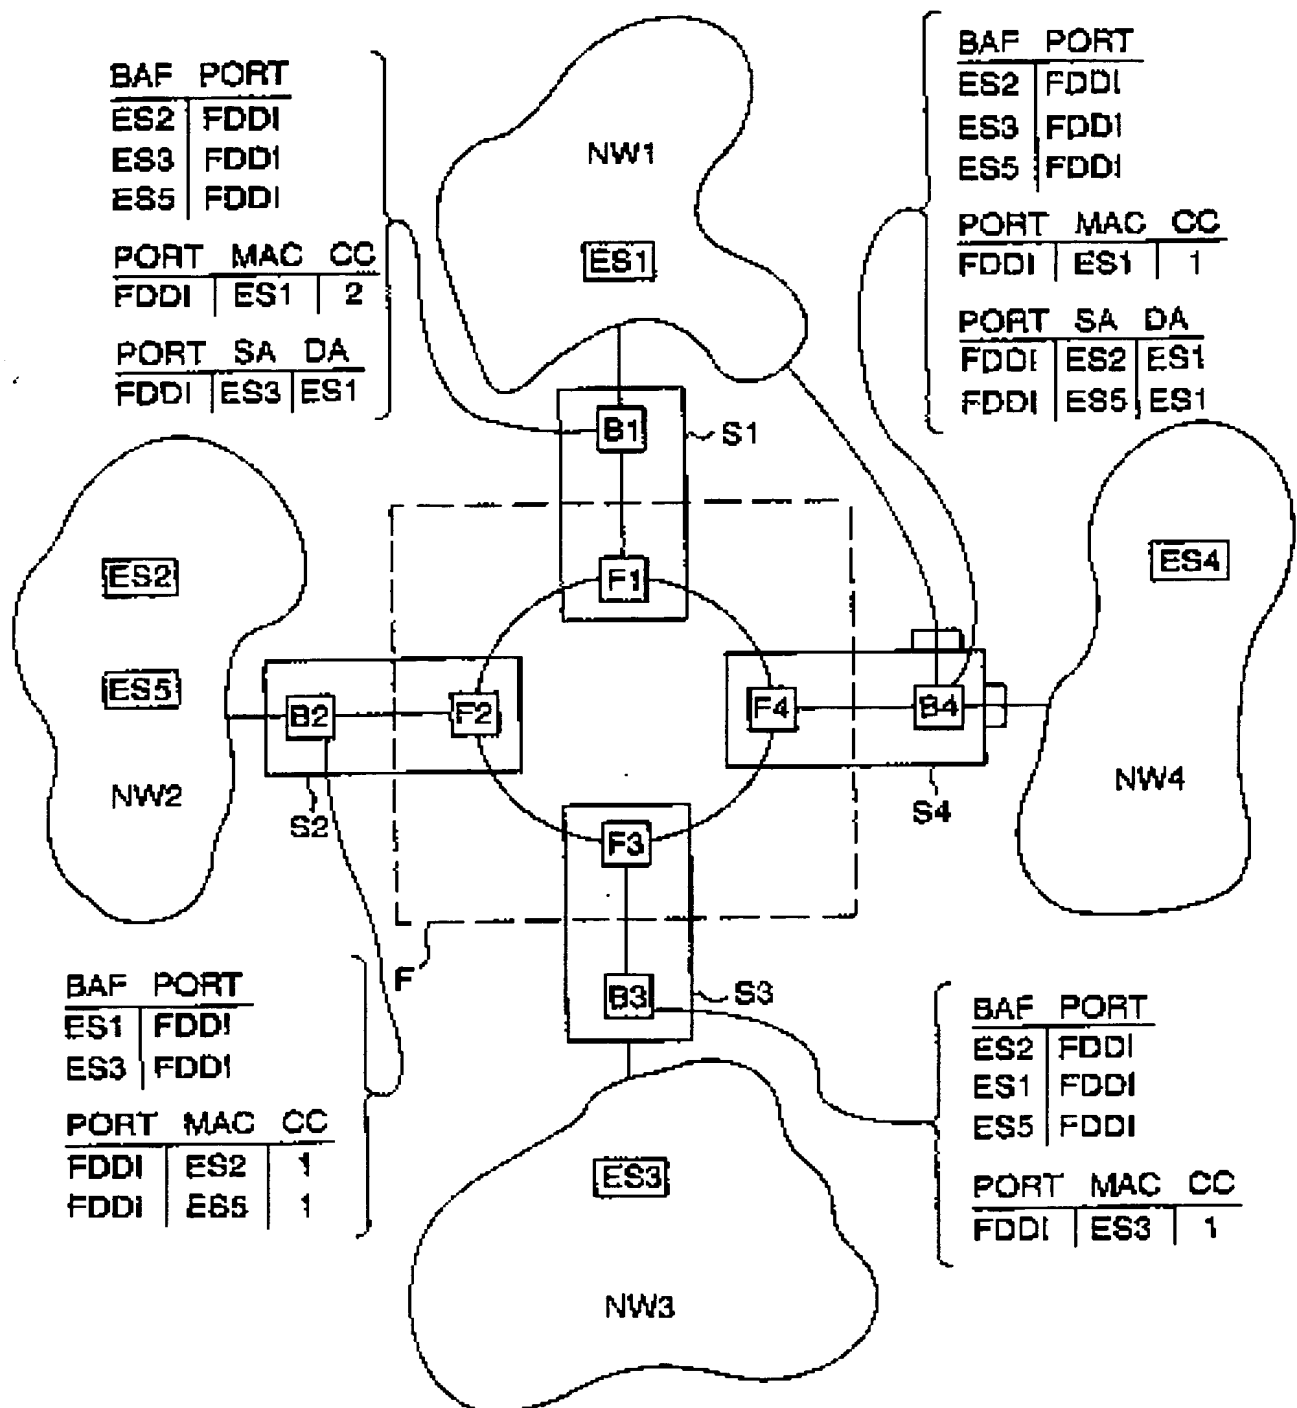 BAF PORT
ES2 FDDI
ES3 FDDI
ES5 FDDI
PORT MAC CC
FDDI ES1 2
PORT SA DA
FDDI ES3 ES1
BAF PORT
ES2 FDDI
ES3 FDDI
ES5 FDDI
PORT MAC CC
FDDI ES1 1
PORT SA DA
FDDI ES2 ES1
FDDI ES5 ES1
NW1
ES1
B1
S1
F1
ES2
ES5
NW2
B2
F2
S2
F4
B4
S4
ES4
NW4
F3
B3
S3
F
ES3
NW3
BAF PORT
ES1 FDDI
ES3 FDDI
PORT MAC CC
FDDI ES2 1
FDDI ES5 1
BAF PORT
ES2 FDDI
ES1 FDDI
ES5 FDDI
PORT MAC CC
FDDI ES3 1